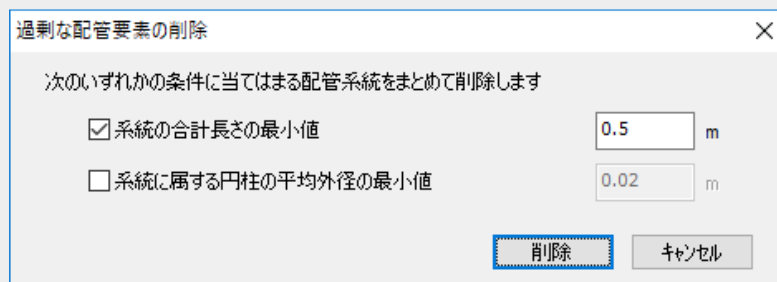 過剰な配管要素の削除
次のいずれかの条件に当てはまる配管系統をまとめて削除します
系統の合計長さの最小値 0.5 m
系統に属する円柱の平均外径の最小値 0.02 m
削除 キャンセル